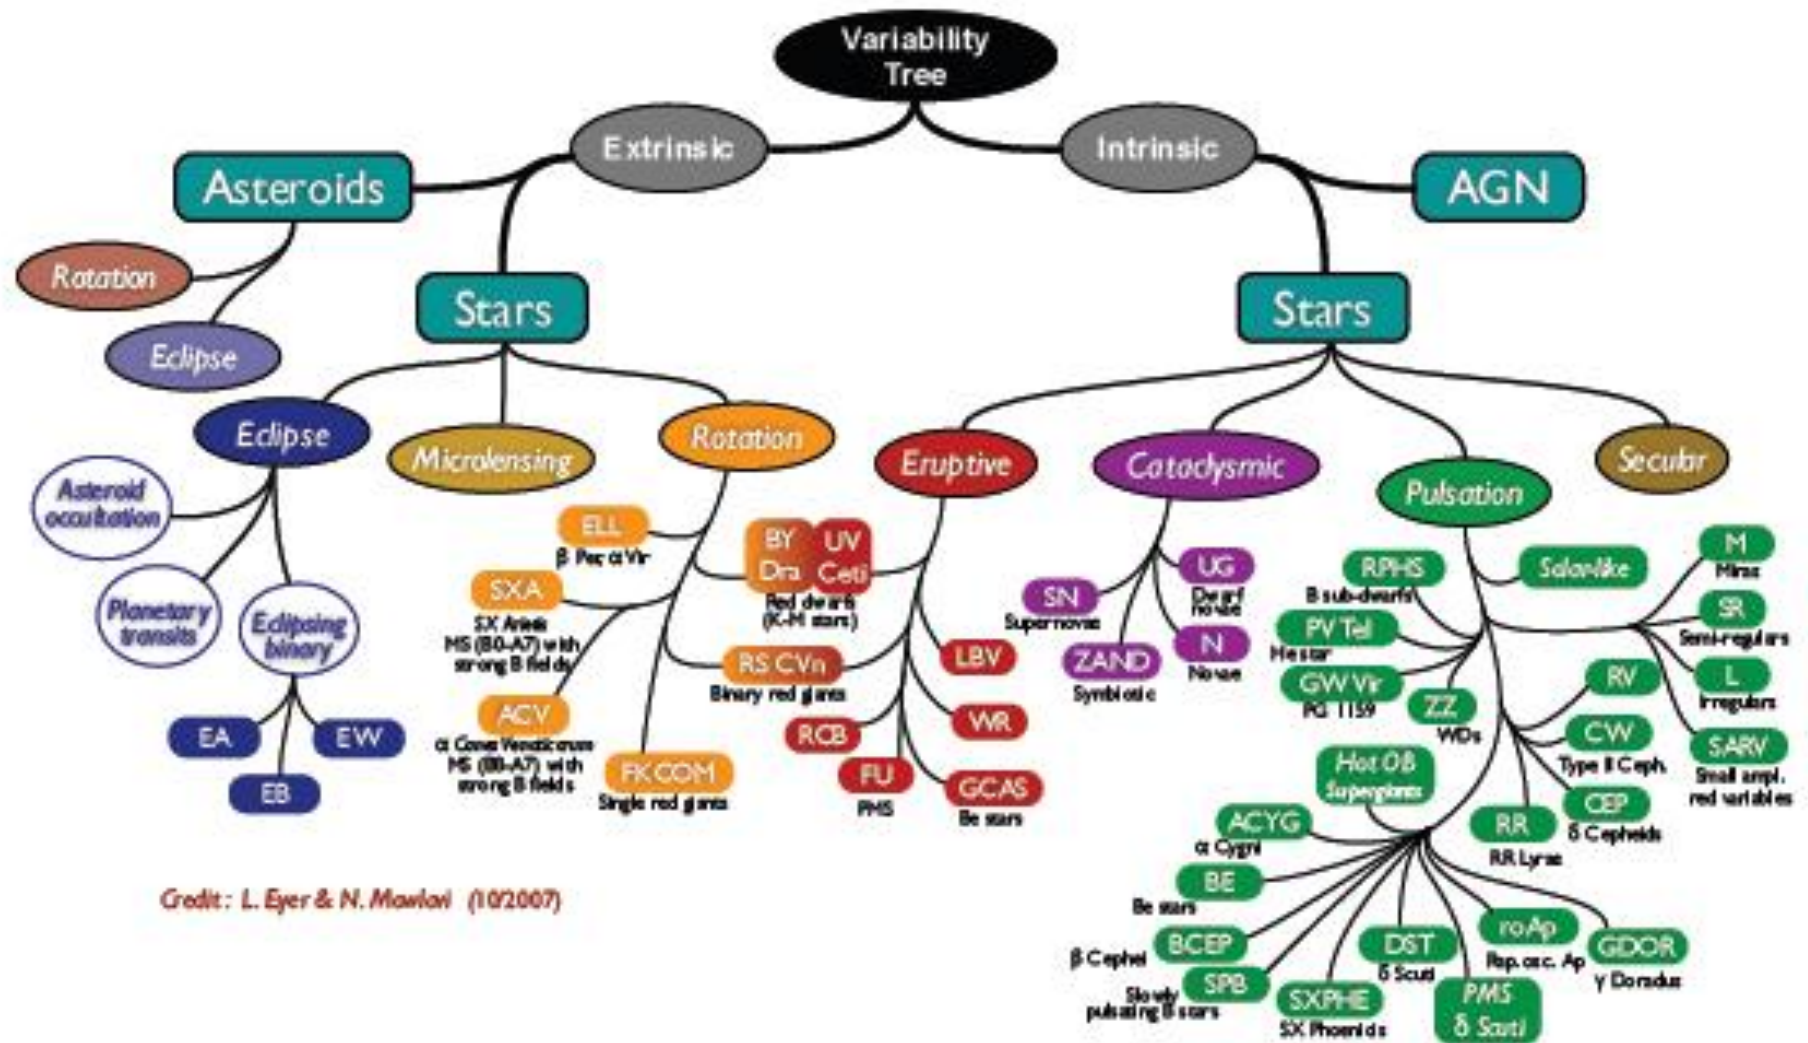 Variability
Tree
Extrinsic
Intrinsic
Asteroids
AGN
Rotation
Eclipse
Stars
Stars
Eclipse
Microlensing
Rotation
Eruptive
Cataclysmic
Pulsation
Secular
Asteroid
occultation
Planetary
transits
Eclipsing
binary
EA
EB
EW
ELL
β Per, α Vir
SXA
SX Arietis
MS (B0-A7) with
strong B fields
ACV
α Canes Venaticorum
MS (B8-A7) with
strong B fields
FKCOM
Single red giants
BY
Dra
UV
Ceti
Red dwarfs
(K-M stars)
RS CVn
Binary red giants
LBV
WR
RCB
FU
PMS
GCAS
Be stars
SN
Supernovae
ZAND
Symbiotic
UG
Dwarf
novae
N
Novae
RPHS
B sub-dwarfs
PV Tel
He star
GW Vir
PG 1159
ZZ
WDs
Solar-like
M
Miras
SR
Semi-regulars
L
Irregulars
SARV
Small ampl.
red variables
RV
CW
Type II Ceph.
CEP
δ Cepheids
RR
RR Lyrae
Hot OB
Supergiants
ACYG
α Cygni
BE
Be stars
BCEP
β Cephei
SPB
Slowly
pulsating B stars
SXPHE
SX Phoenicis
DST
δ Scuti
PMS
δ Scuti
roAp
Rap. osc. Ap
GDOR
γ Doradus
Credit : L. Eyer & N. Mowlavi (10/2007)